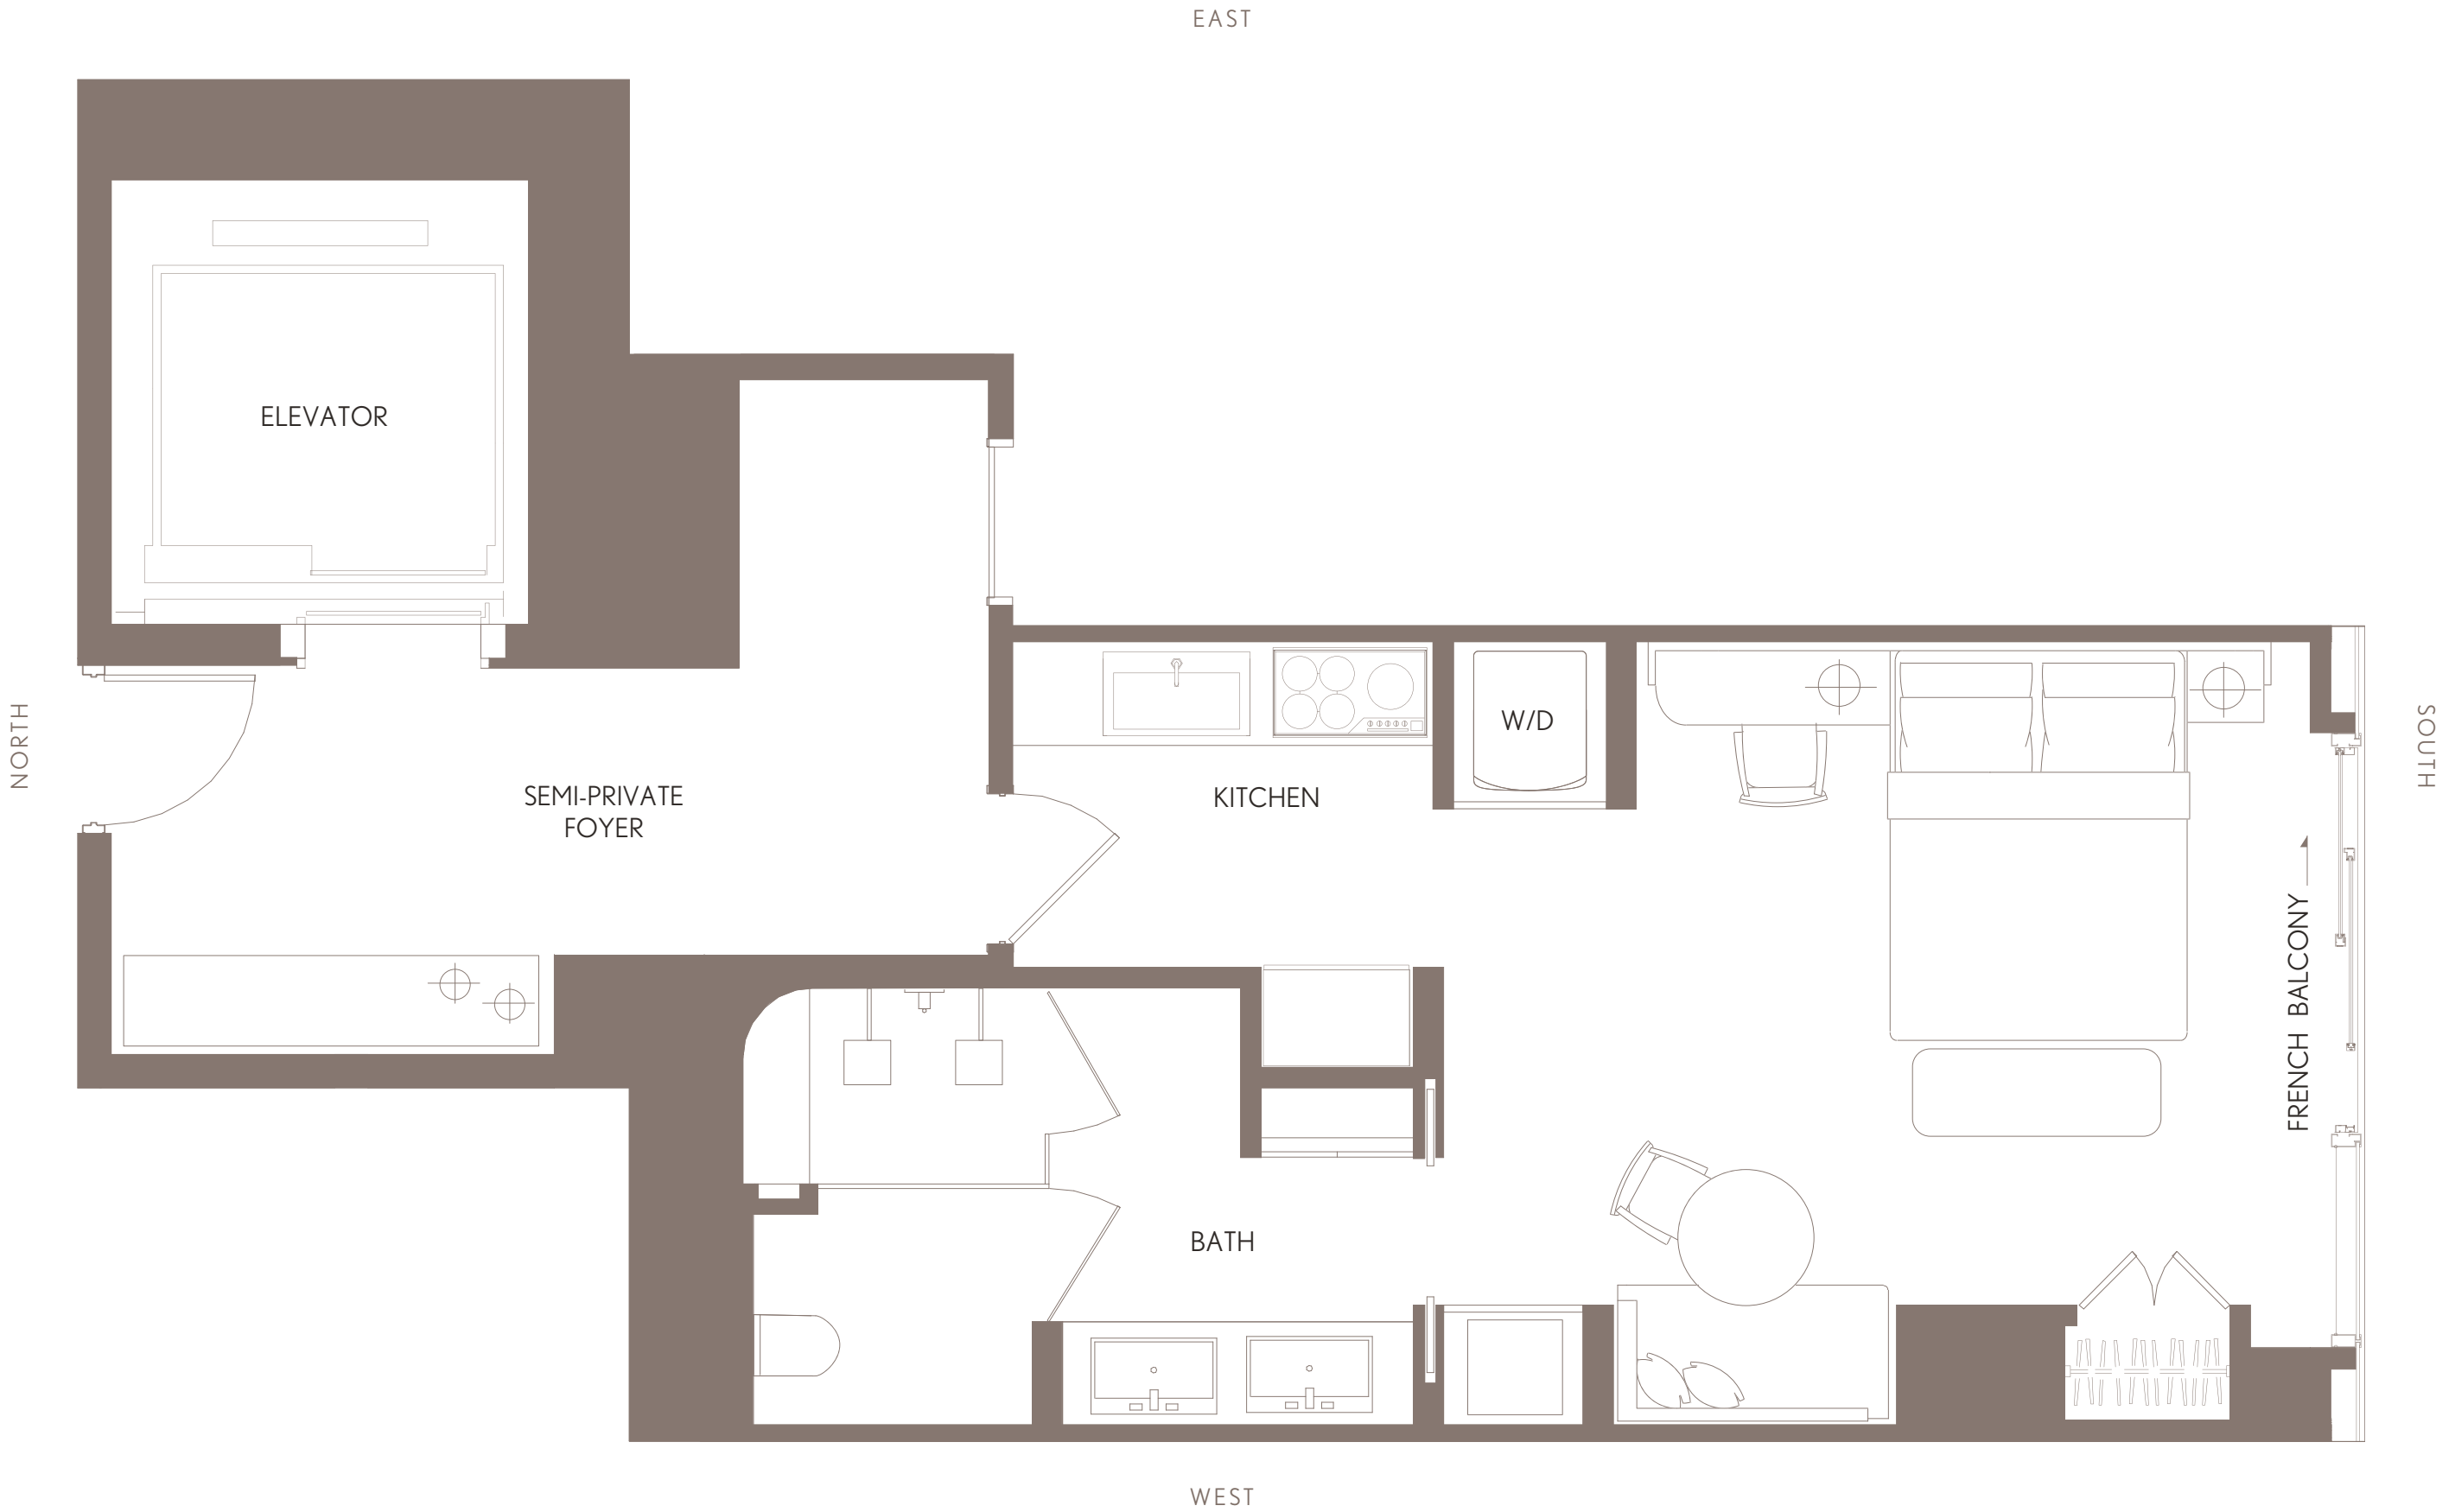 EAST
ELEVATOR
NORTH
SEMI-PRIVATE
FOYER
KITCHEN
W/D
SOUTH
FRENCH BALCONY
BATH
WEST